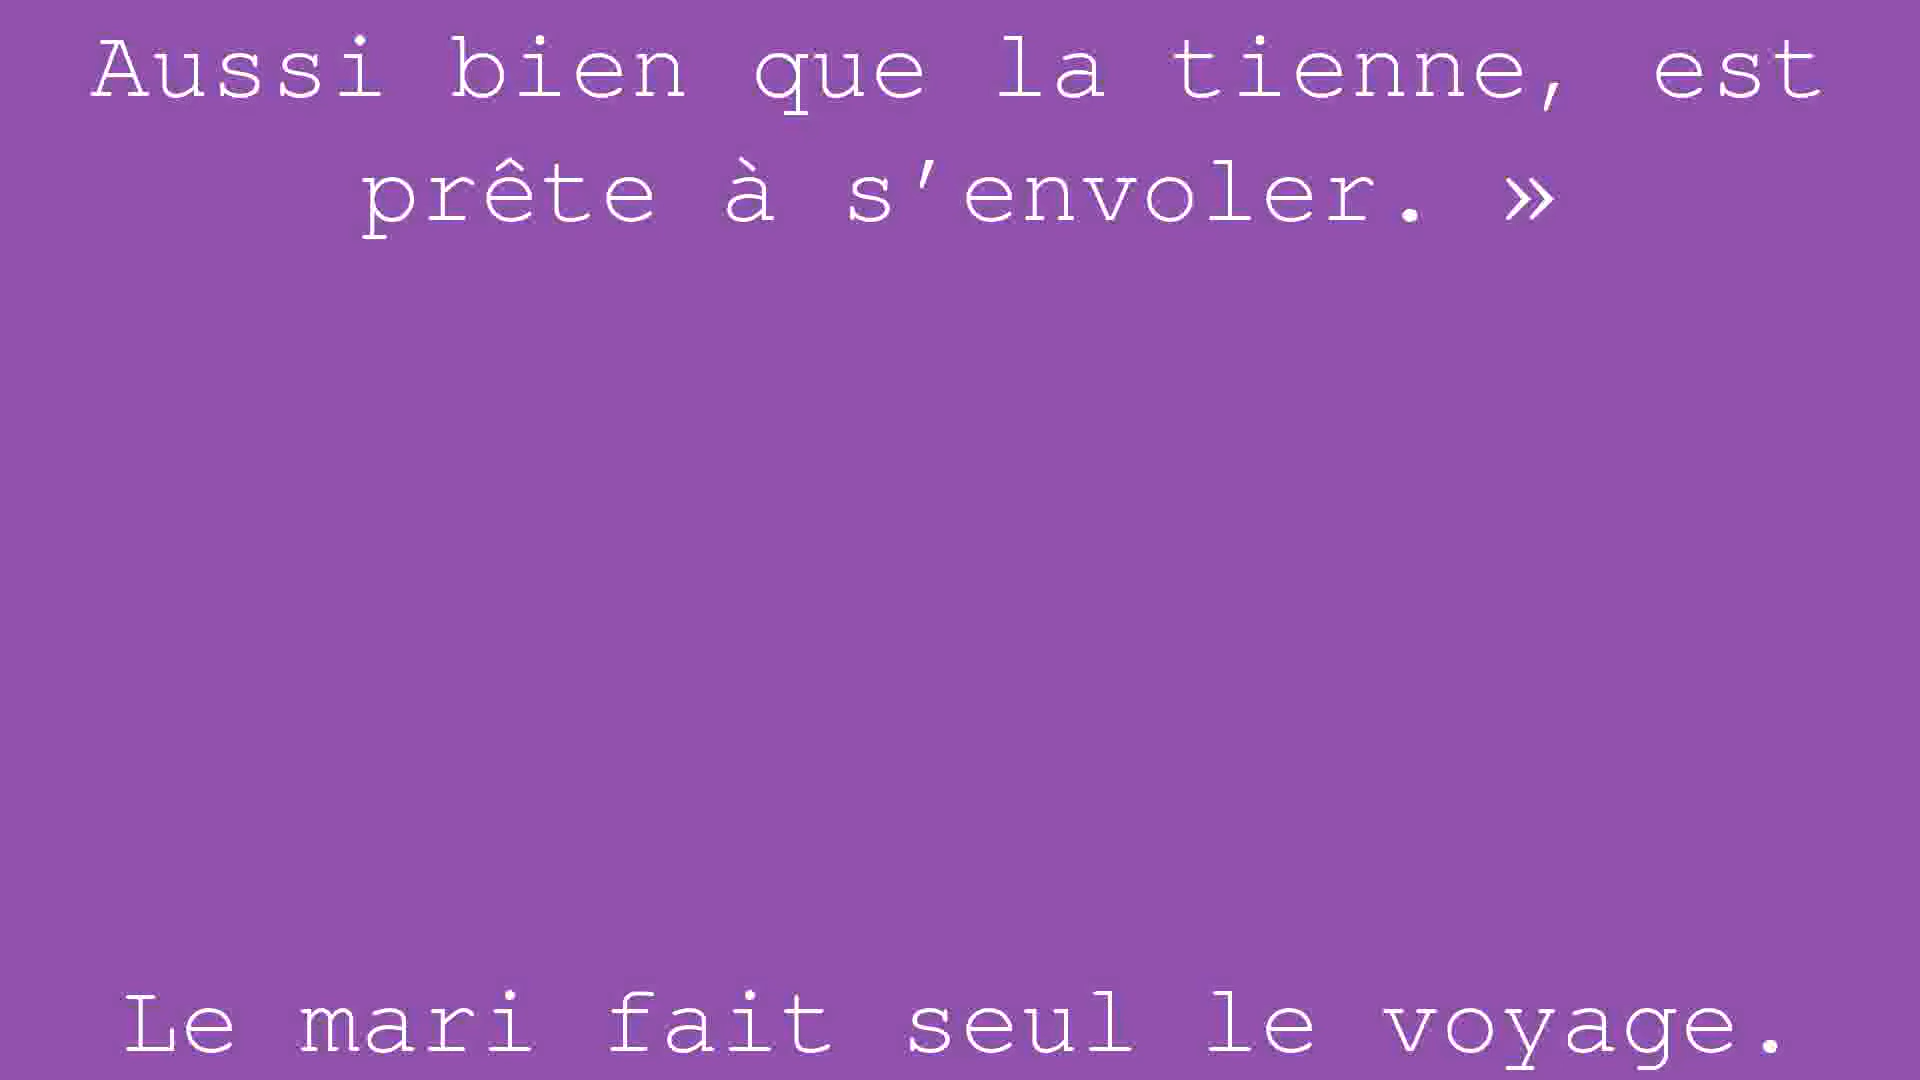 Aussi bien que la tienne, est
prête à s’envoler. »
Le mari fait seul le voyage.